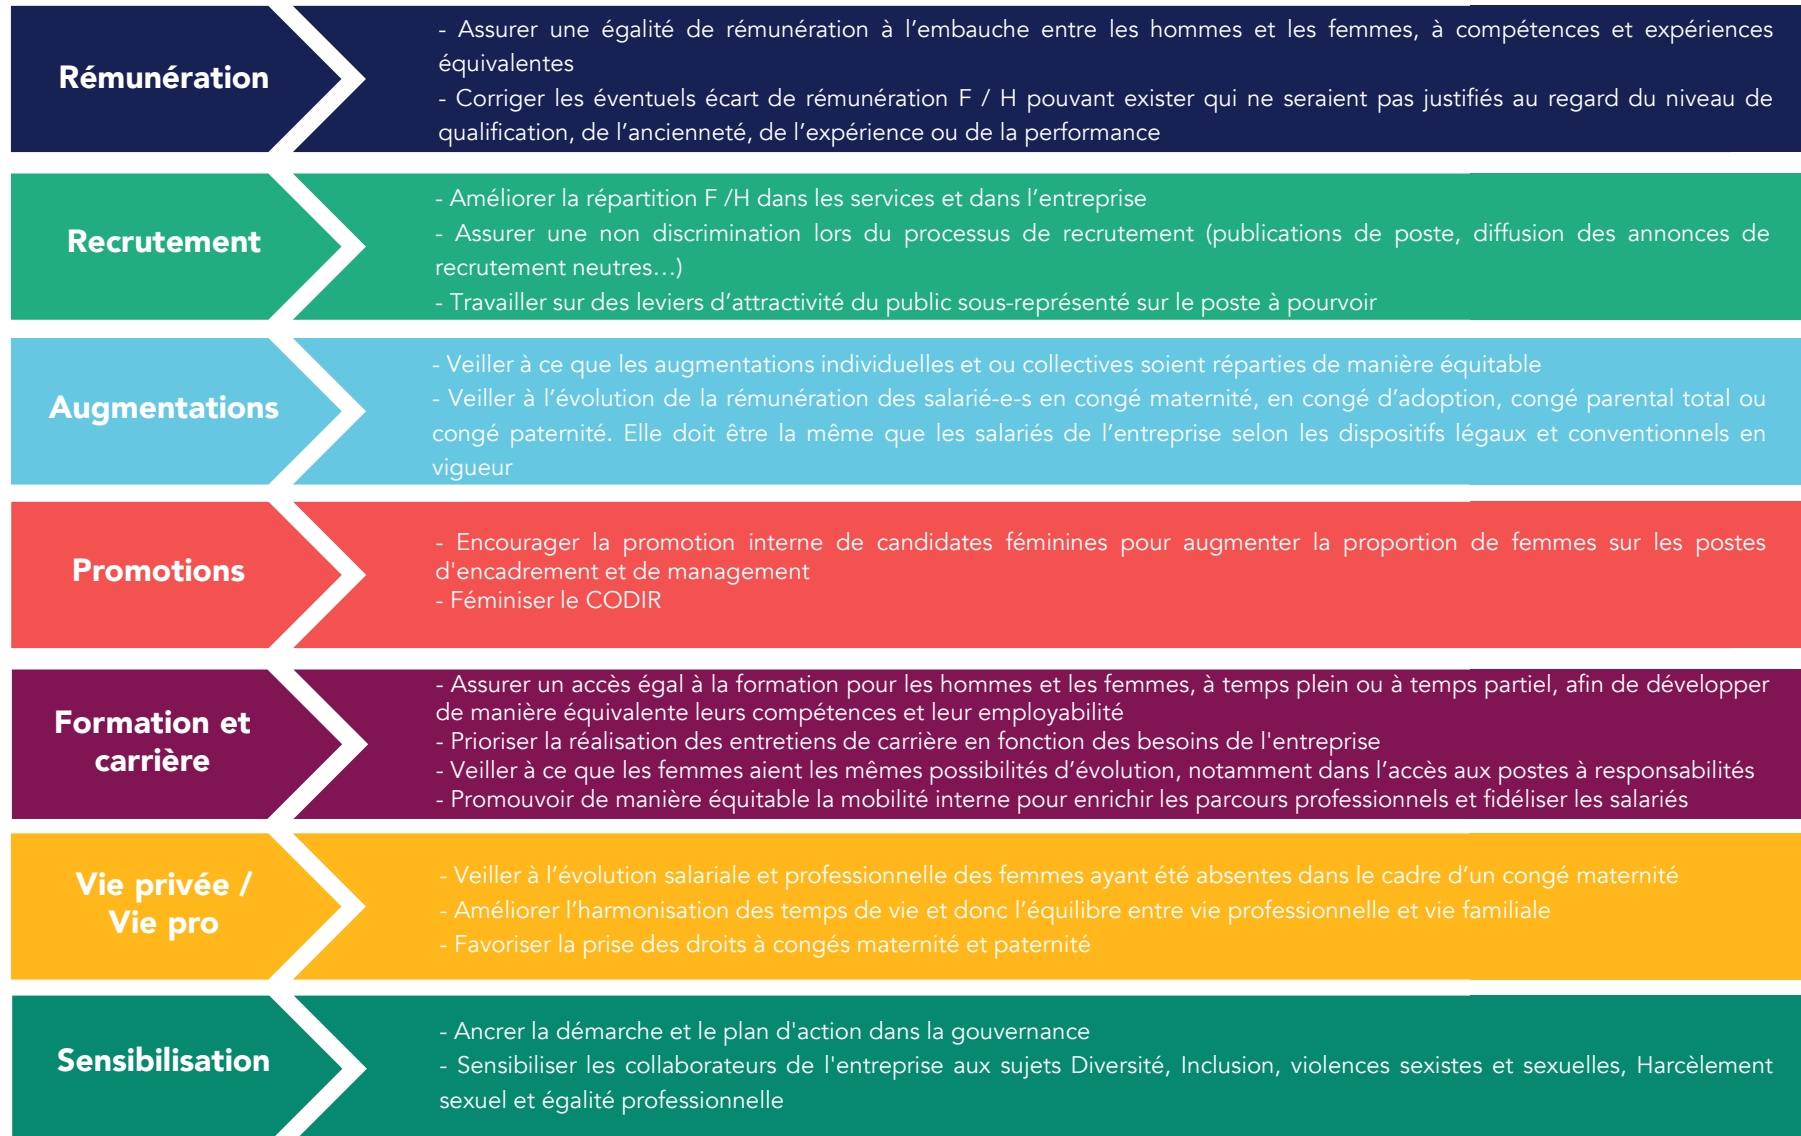 Rémunération
- Assurer une égalité de rémunération à l’embauche entre les hommes et les femmes, à compétences et expériences
équivalentes
- Corriger les éventuels écart de rémunération F / H pouvant exister qui ne seraient pas justifiés au regard du niveau de
qualification, de l’ancienneté, de l’expérience ou de la performance
Recrutement
- Améliorer la répartition F /H dans les services et dans l’entreprise
- Assurer une non discrimination lors du processus de recrutement (publications de poste, diffusion des annonces de
recrutement neutres…)
- Travailler sur des leviers d’attractivité du public sous-représenté sur le poste à pourvoir
Augmentations
- Veiller à ce que les augmentations individuelles et ou collectives soient réparties de manière équitable
- Veiller à l’évolution de la rémunération des salarié-e-s en congé maternité, en congé d’adoption, congé parental total ou
congé paternité. Elle doit être la même que les salariés de l’entreprise selon les dispositifs légaux et conventionnels en
vigueur
Promotions
- Encourager la promotion interne de candidates féminines pour augmenter la proportion de femmes sur les postes
d'encadrement et de management
- Féminiser le CODIR
Formation et
carrière
- Assurer un accès égal à la formation pour les hommes et les femmes, à temps plein ou à temps partiel, afin de développer
de manière équivalente leurs compétences et leur employabilité
- Prioriser la réalisation des entretiens de carrière en fonction des besoins de l'entreprise
- Veiller à ce que les femmes aient les mêmes possibilités d’évolution, notamment dans l’accès aux postes à responsabilités
- Promouvoir de manière équitable la mobilité interne pour enrichir les parcours professionnels et fidéliser les salariés
Vie privée /
Vie pro
- Veiller à l’évolution salariale et professionnelle des femmes ayant été absentes dans le cadre d’un congé maternité
- Améliorer l’harmonisation des temps de vie et donc l’équilibre entre vie professionnelle et vie familiale
- Favoriser la prise des droits à congés maternité et paternité
Sensibilisation
- Ancrer la démarche et le plan d'action dans la gouvernance
- Sensibiliser les collaborateurs de l'entreprise aux sujets Diversité, Inclusion, violences sexistes et sexuelles, Harcèlement
sexuel et égalité professionnelle